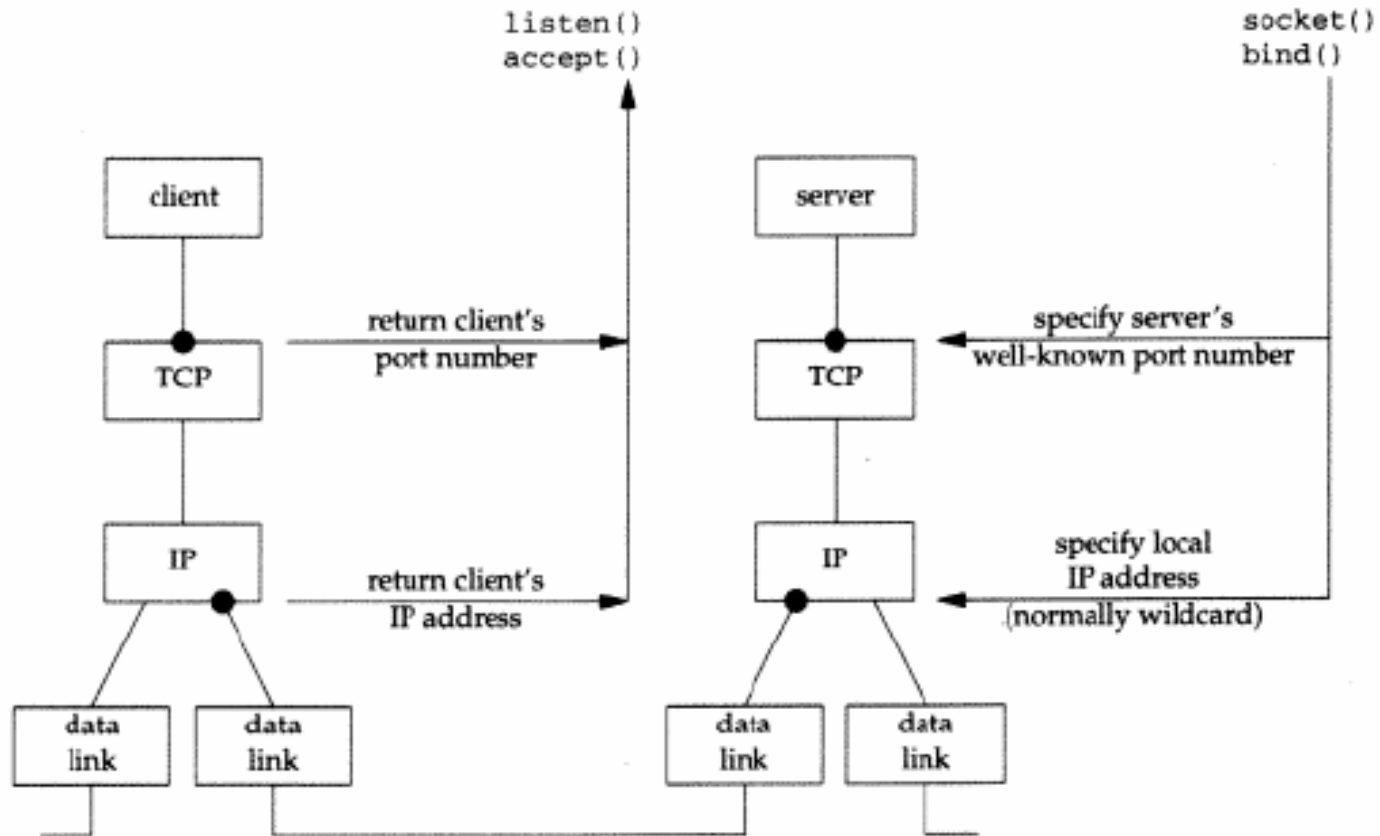 listen()
accept()
socket()
bind()
client
server
return client's
port number
specify server's
well-known port number
TCP
TCP
IP
IP
return client's
IP address
specify local
IP address
(normally wildcard)
data
link
data
link
data
link
data
link